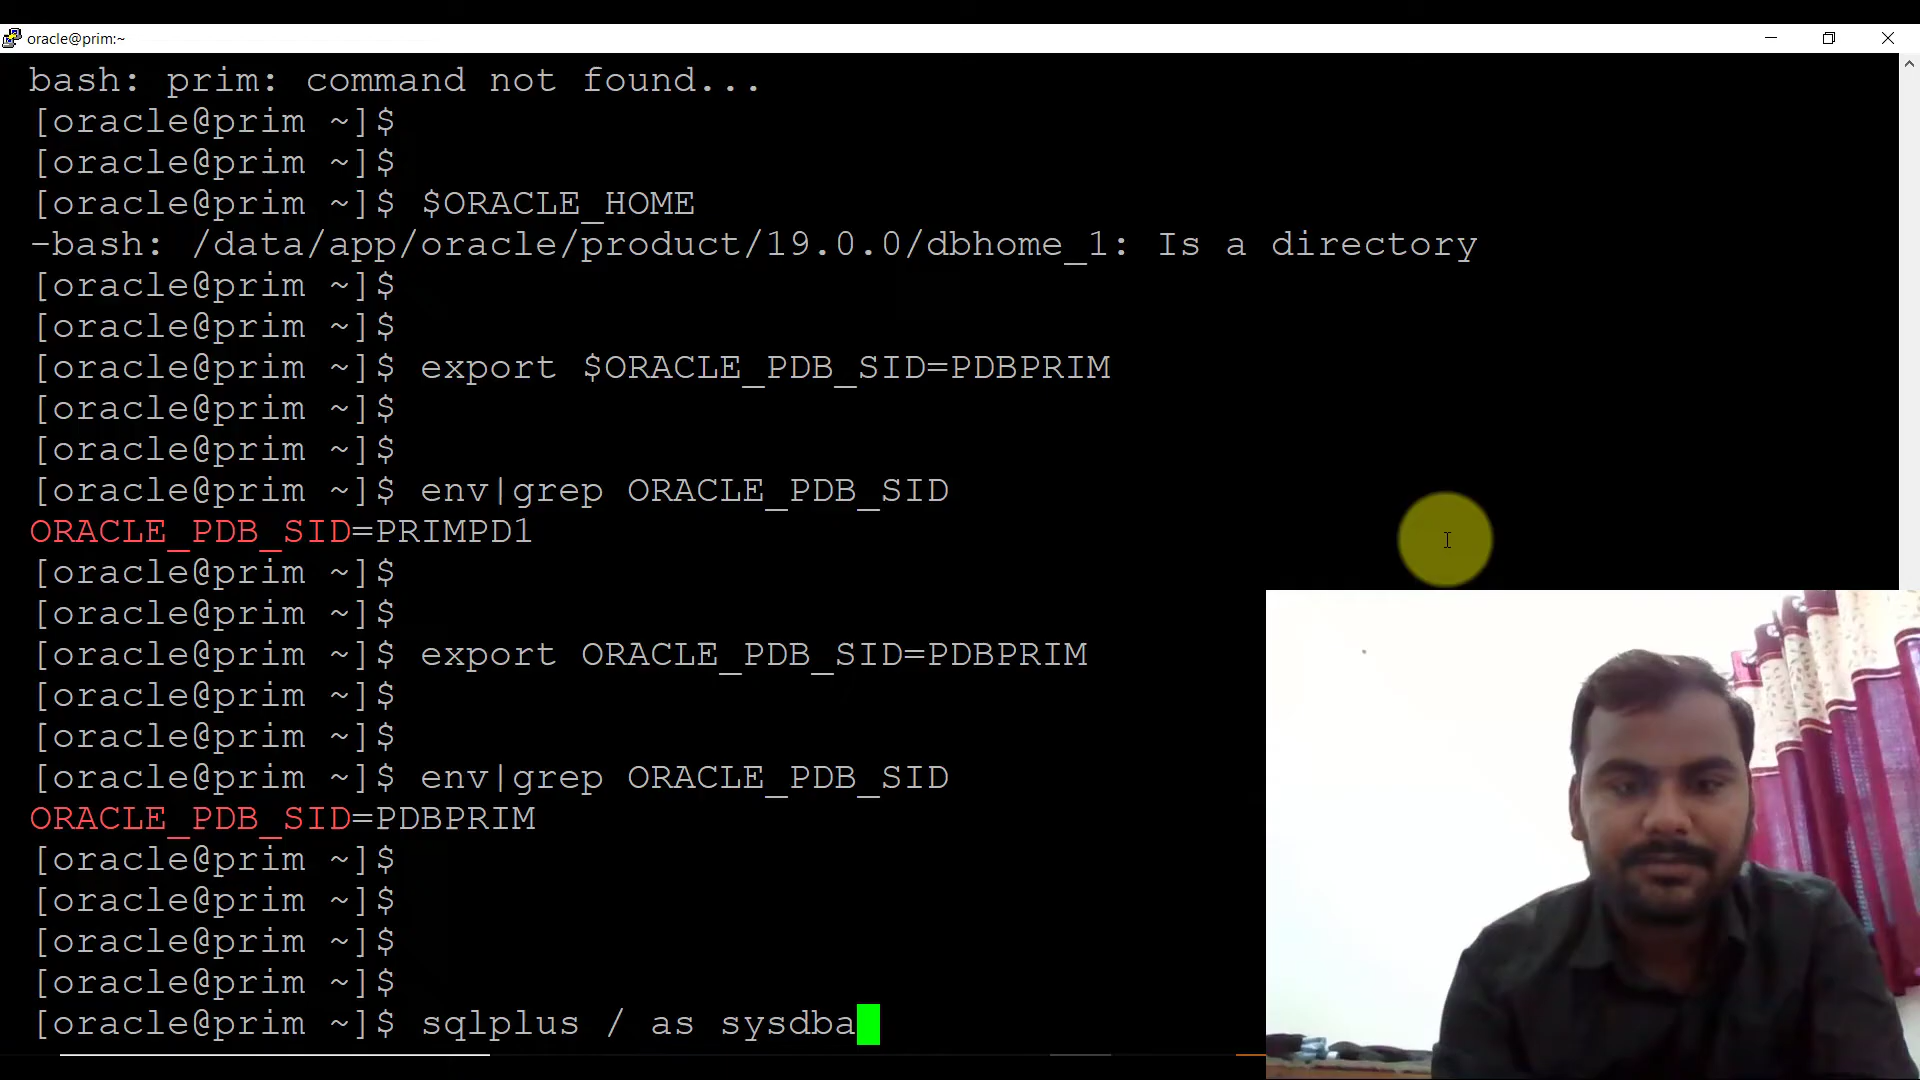 oracle@prim:~
bash: prim: command not found...
[oracle@prim ~]$
[oracle@prim ~]$
[oracle@prim ~]$ $ORACLE_HOME
-bash: /data/app/oracle/product/19.0.0/dbhome_1: Is a directory
[oracle@prim ~]$
[oracle@prim ~]$
[oracle@prim ~]$ export $ORACLE_PDB_SID=PDBPRIM
[oracle@prim ~]$
[oracle@prim ~]$
[oracle@prim ~]$ env|grep ORACLE_PDB_SID
ORACLE_PDB_SID=PRIMPD1
[oracle@prim ~]$
[oracle@prim ~]$
[oracle@prim ~]$ export ORACLE_PDB_SID=PDBPRIM
[oracle@prim ~]$
[oracle@prim ~]$
[oracle@prim ~]$ env|grep ORACLE_PDB_SID
ORACLE_PDB_SID=PDBPRIM
[oracle@prim ~]$
[oracle@prim ~]$
[oracle@prim ~]$
[oracle@prim ~]$
[oracle@prim ~]$ sqlplus / as sysdba